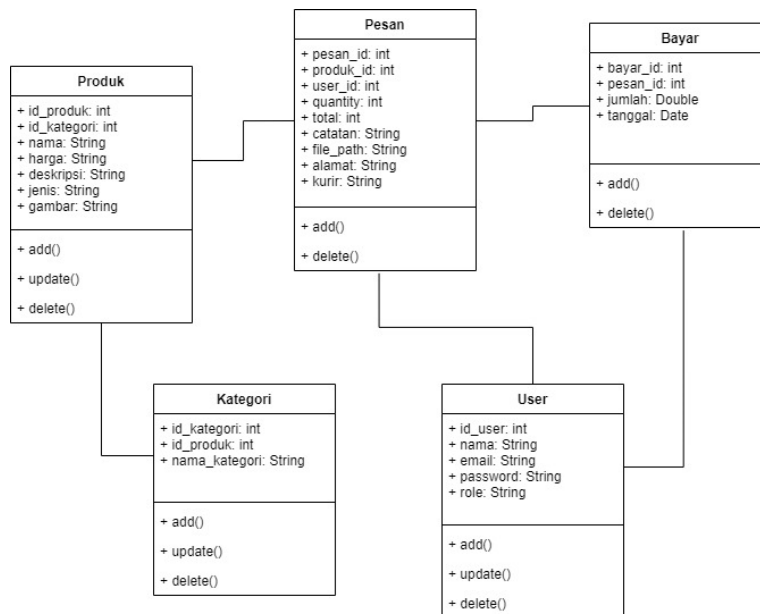 Produk
+ id_produk: int
+ id_kategori: int
+ nama: String
+ harga: String
+ deskripsi: String
+ jenis: String
+ gambar: String
+ add()
+ update()
+ delete()
Pesan
+ pesan_id: int
+ produk_id: int
+ user_id: int
+ quantity: int
+ total: int
+ catatan: String
+ file_path: String
+ alamat: String
+ kurir: String
+ add()
+ delete()
Bayar
+ bayar_id: int
+ pesan_id: int
+ jumlah: Double
+ tanggal: Date
+ add()
+ delete()
Kategori
+ id_kategori: int
+ id_produk: int
+ nama_kategori: String
+ add()
+ update()
+ delete()
User
+ id_user: int
+ nama: String
+ email: String
+ password: String
+ role: String
+ add()
+ update()
+ delete()